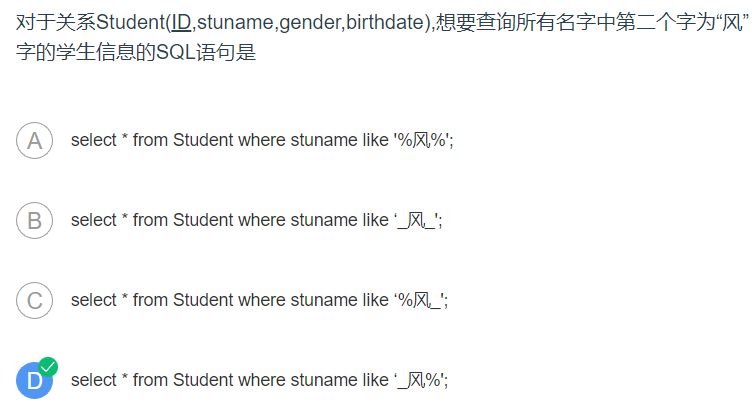 对于关系Student(ID,stuname,gender,birthdate),想要查询所有名字中第二个字为“风”
字的学生信息的SQL语句是
A select * from Student where stuname like '%风%';
B select * from Student where stuname like ‘_风_';
C select * from Student where stuname like ‘%风_';
D select * from Student where stuname like ‘_风%';